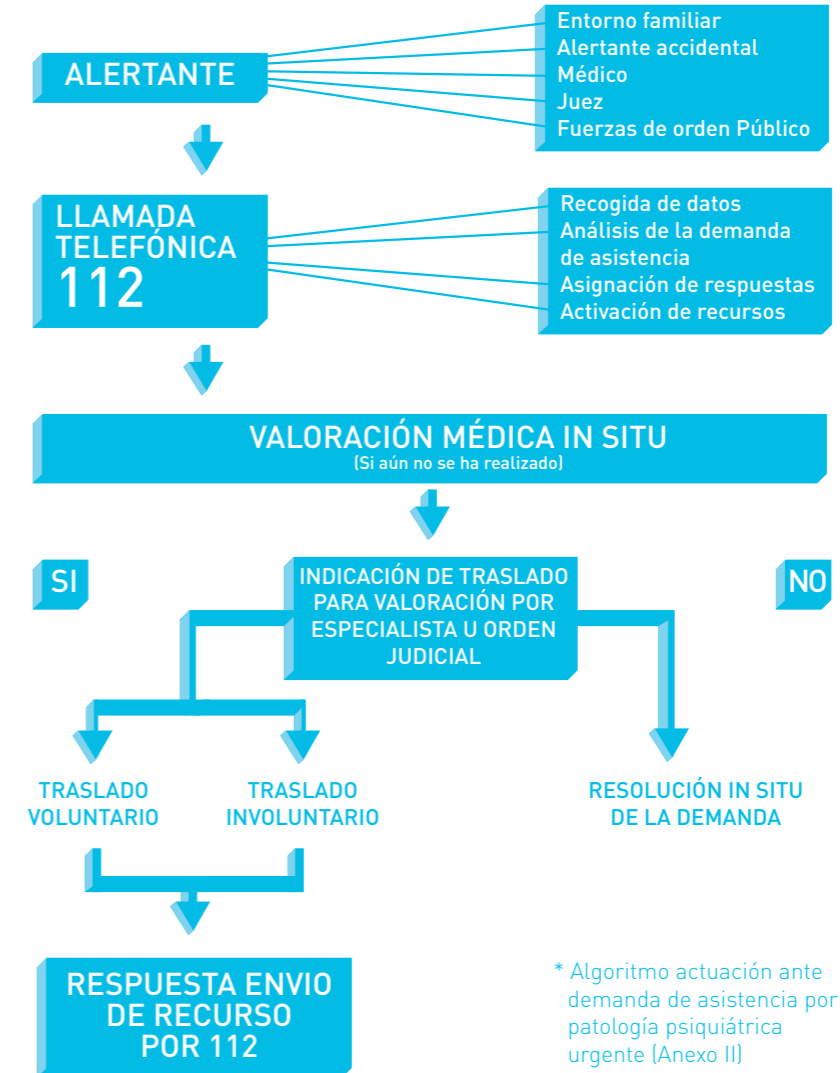 ALERTANTE
Entorno familiar
Alertante accidental
Médico
Juez
Fuerzas de orden Público
LLAMADA
TELEFÓNICA
112
Recogida de datos
Análisis de la demanda
de asistencia
Asignación de respuestas
Activación de recursos
VALORACIÓN MÉDICA IN SITU
(Si aún no se ha realizado)
SI
INDICACIÓN DE TRASLADO
PARA VALORACIÓN POR
ESPECIALISTA U ORDEN
JUDICIAL
NO
TRASLADO
VOLUNTARIO
TRASLADO
INVOLUNTARIO
RESOLUCIÓN IN SITU
DE LA DEMANDA
RESPUESTA ENVIO
DE RECURSO
POR 112
* Algoritmo actuación ante
demanda de asistencia por
patología psiquiátrica
urgente (Anexo II)